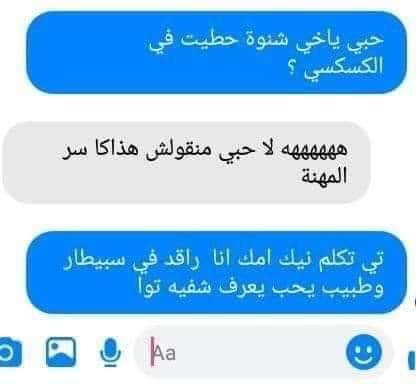 حبي ياخي شنوة حطيت في
الكسكسي ؟
ههههههه لا حبي منقولش هذاكا سر
المهنة
تي تكلم نيك امك انا راقد في سبيطار
وطبيب يحب يعرف شفيه توا
Aa